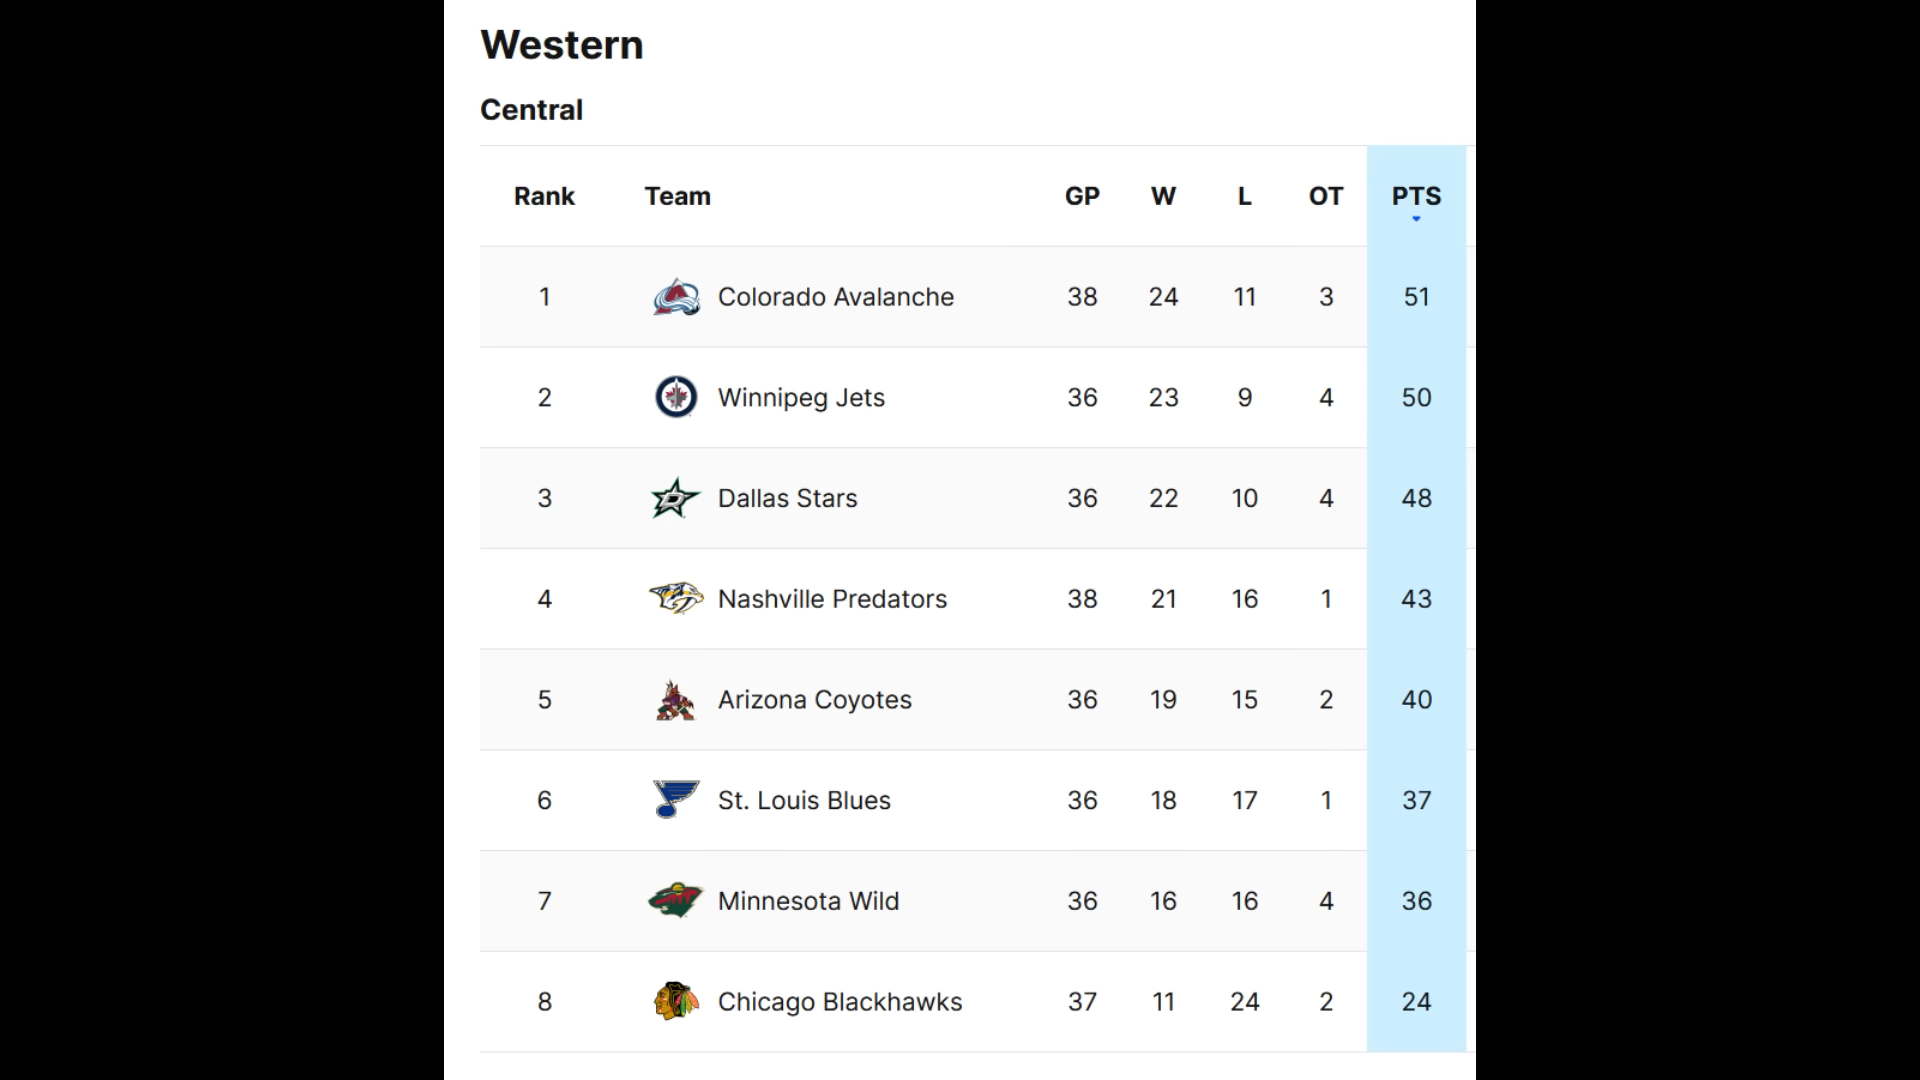 Western
Central
Rank Team GP W L OT PTS
1 Colorado Avalanche 38 24 11 3 51
2 Winnipeg Jets 36 23 9 4 50
3 Dallas Stars 36 22 10 4 48
4 Nashville Predators 38 21 16 1 43
5 Arizona Coyotes 36 19 15 2 40
6 St. Louis Blues 36 18 17 1 37
7 Minnesota Wild 36 16 16 4 36
8 Chicago Blackhawks 37 11 24 2 24